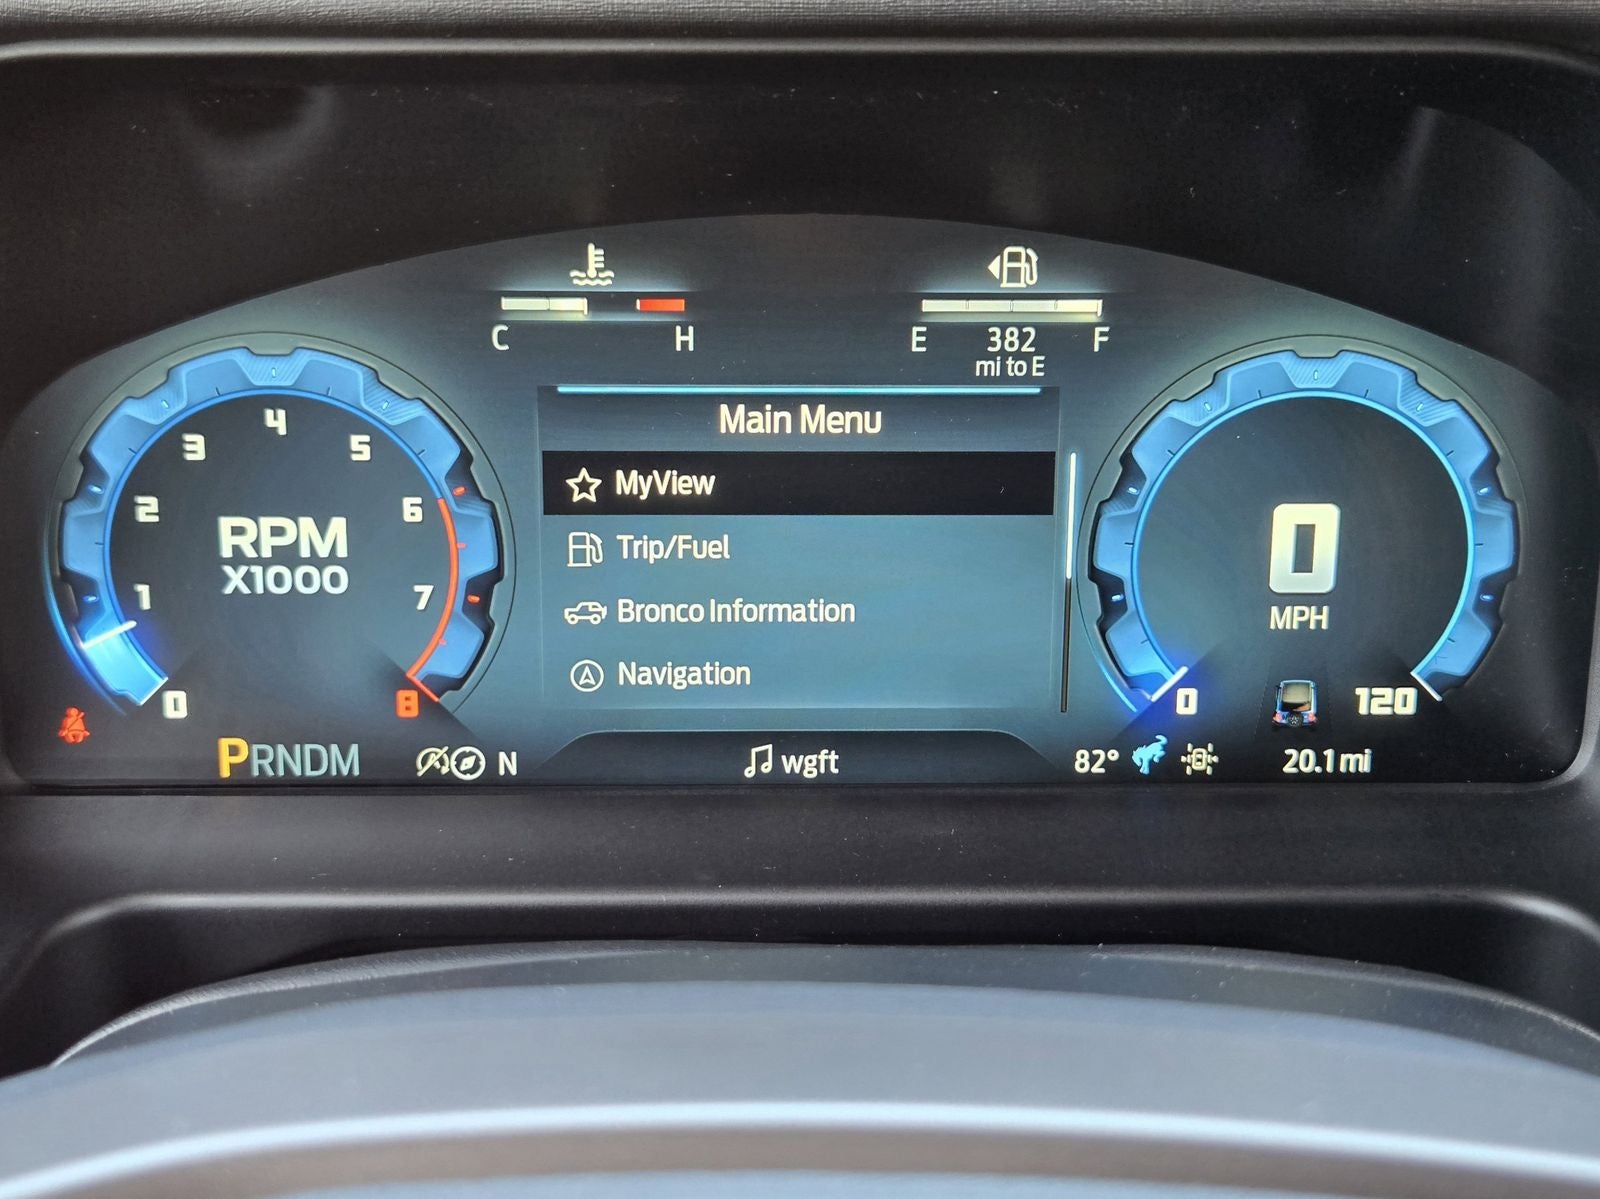 C H
E 382 F
mi to E
Main Menu
MyView
Trip/Fuel
Bronco Information
Navigation
0 1 2 3 4 5 6 7 8
RPM
X1000
0
MPH
0 120
PRNDM
N
wgft
82°
20.1 mi